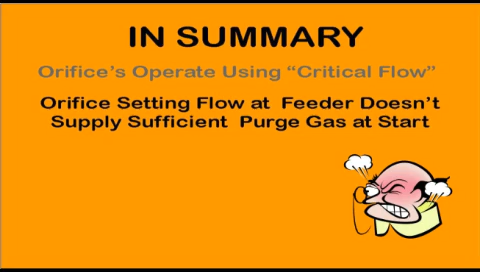 IN SUMMARY
Orifice's Operate Using “Critical Flow”
Orifice Setting Flow at Feeder Doesn't
Supply Sufficient Purge Gas at Start